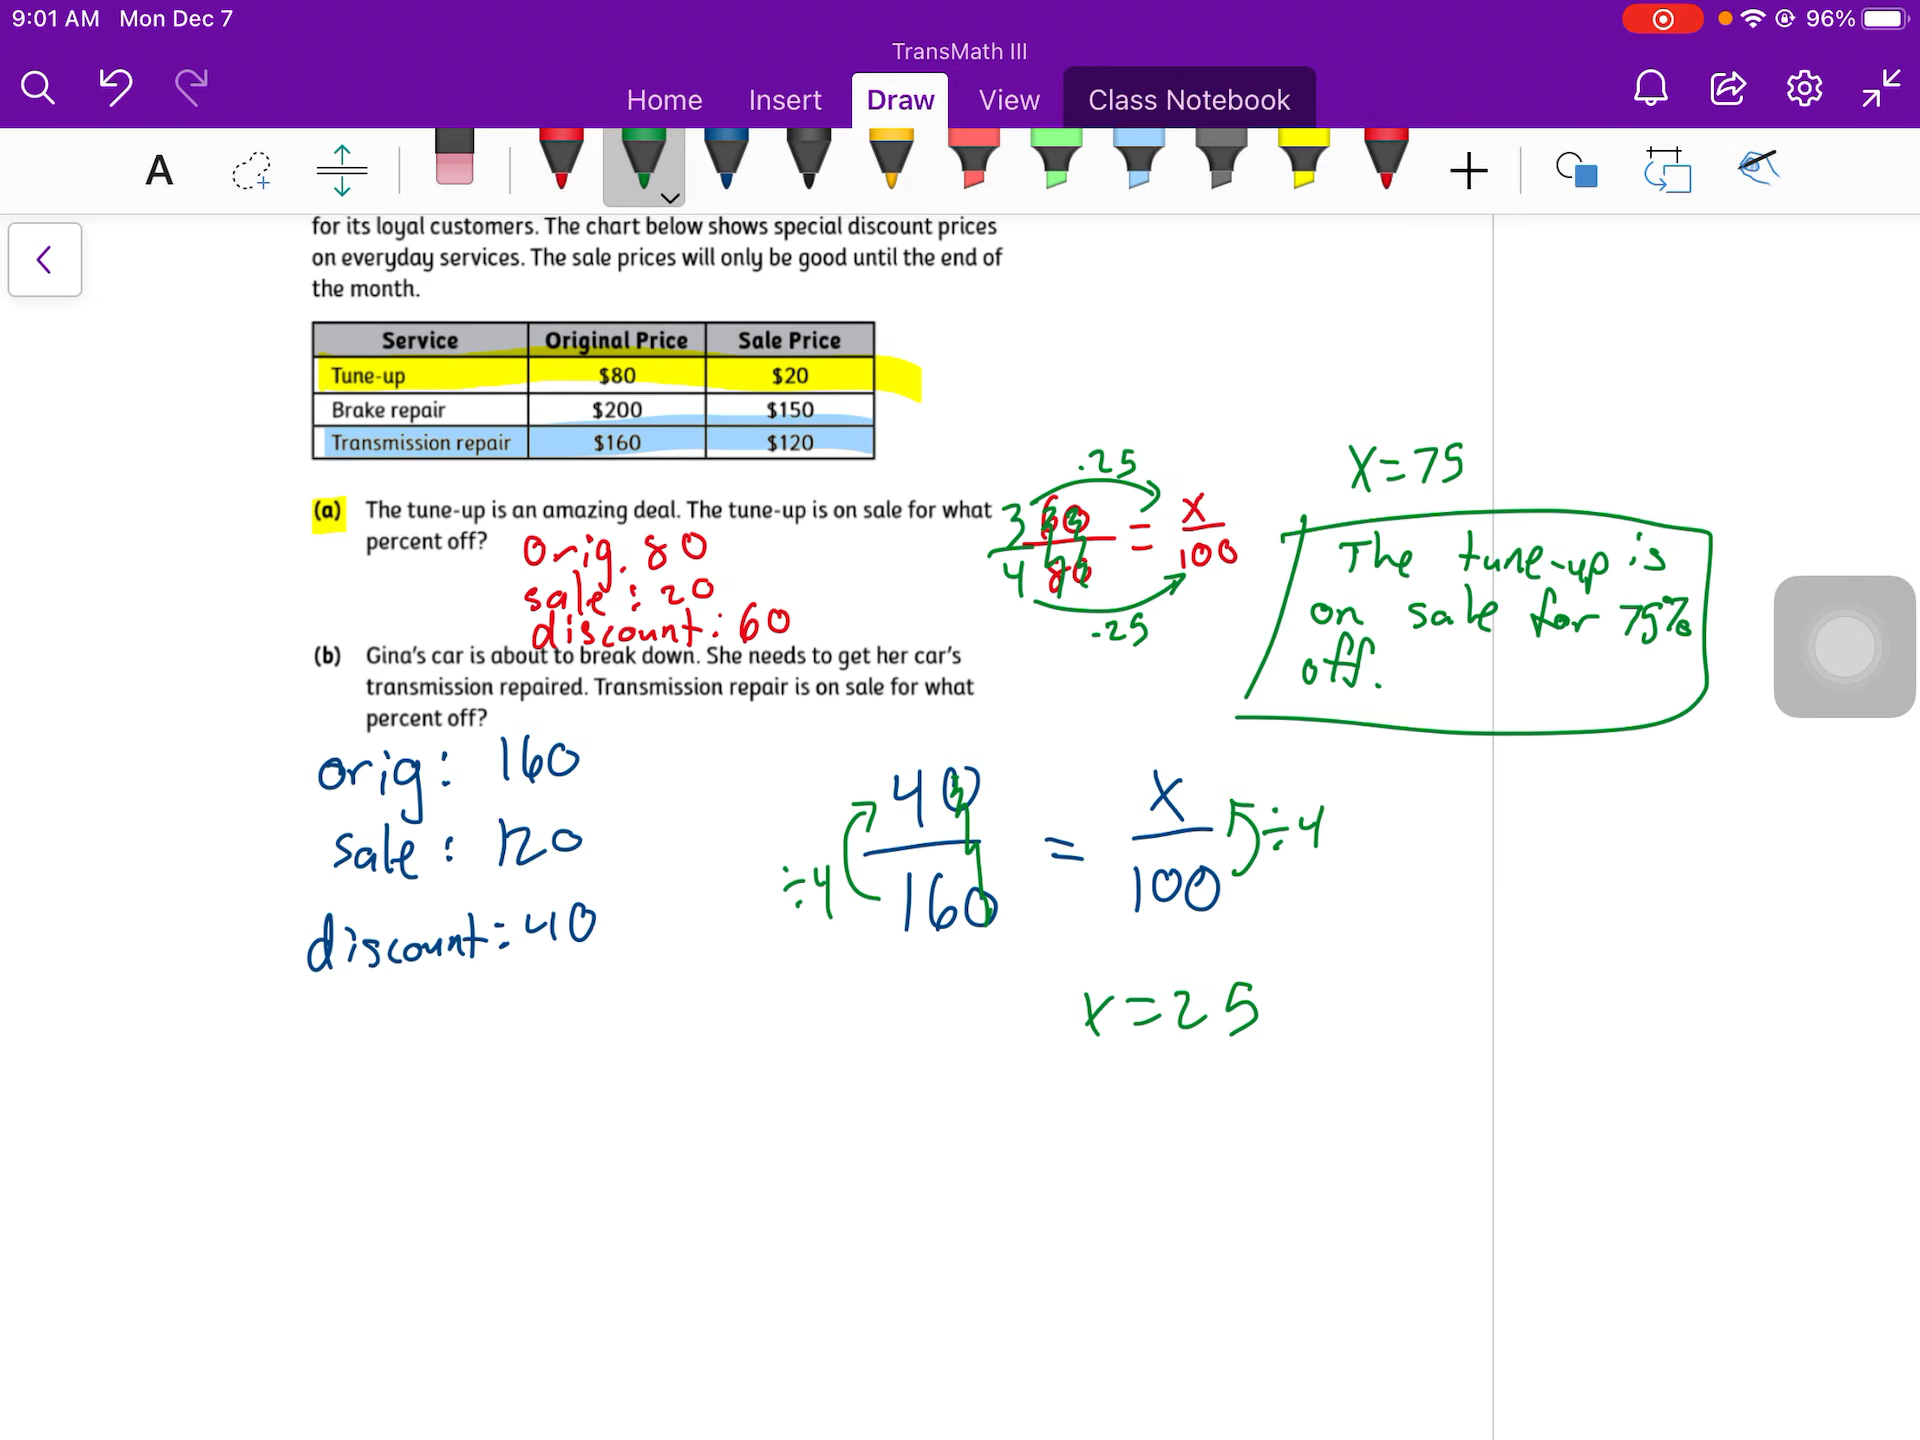 9:01 AM Mon Dec 7
96%
TransMath III
Home Insert Draw View Class Notebook
A
for its loyal customers. The chart below shows special discount prices
on everyday services. The sale prices will only be good until the end of
the month.
Service Original Price Sale Price
Tune-up $80 $20
Brake repair $200 $150
Transmission repair $160 $120
(a) The tune-up is an amazing deal. The tune-up is on sale for what
percent off?
Orig. 80
sale: 20
discount: 60
.25
3 60 = x
4 80 100
.25
x=75
The tune-up is
on sale for 75%
off.
(b) Gina's car is about to break down. She needs to get her car's
transmission repaired. Transmission repair is on sale for what
percent off?
orig: 160
sale: 120
discount: 40
÷4
40 = x
160 100
÷4
x=25